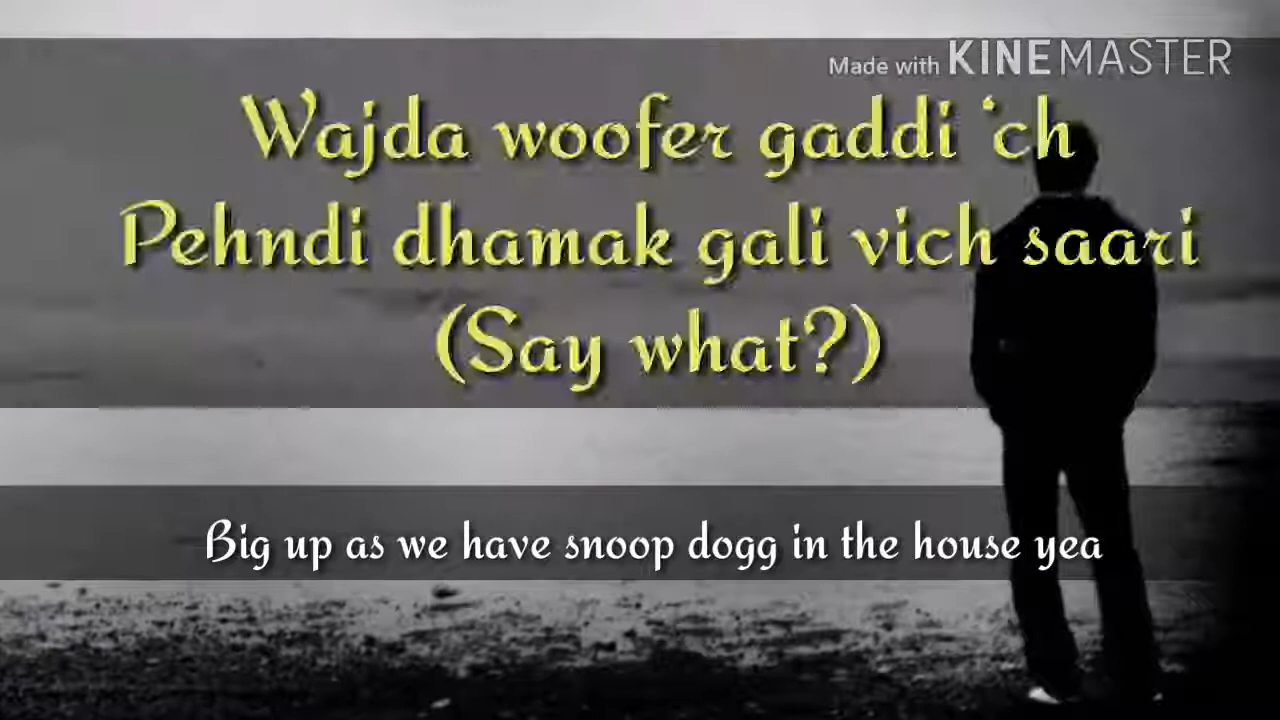 Made with KINEMASTER
Wajda woofer gaddi ‘ch
Pehndi dhamak gali vich saari
(Say what?)
Big up as we have snoop dogg in the house yea